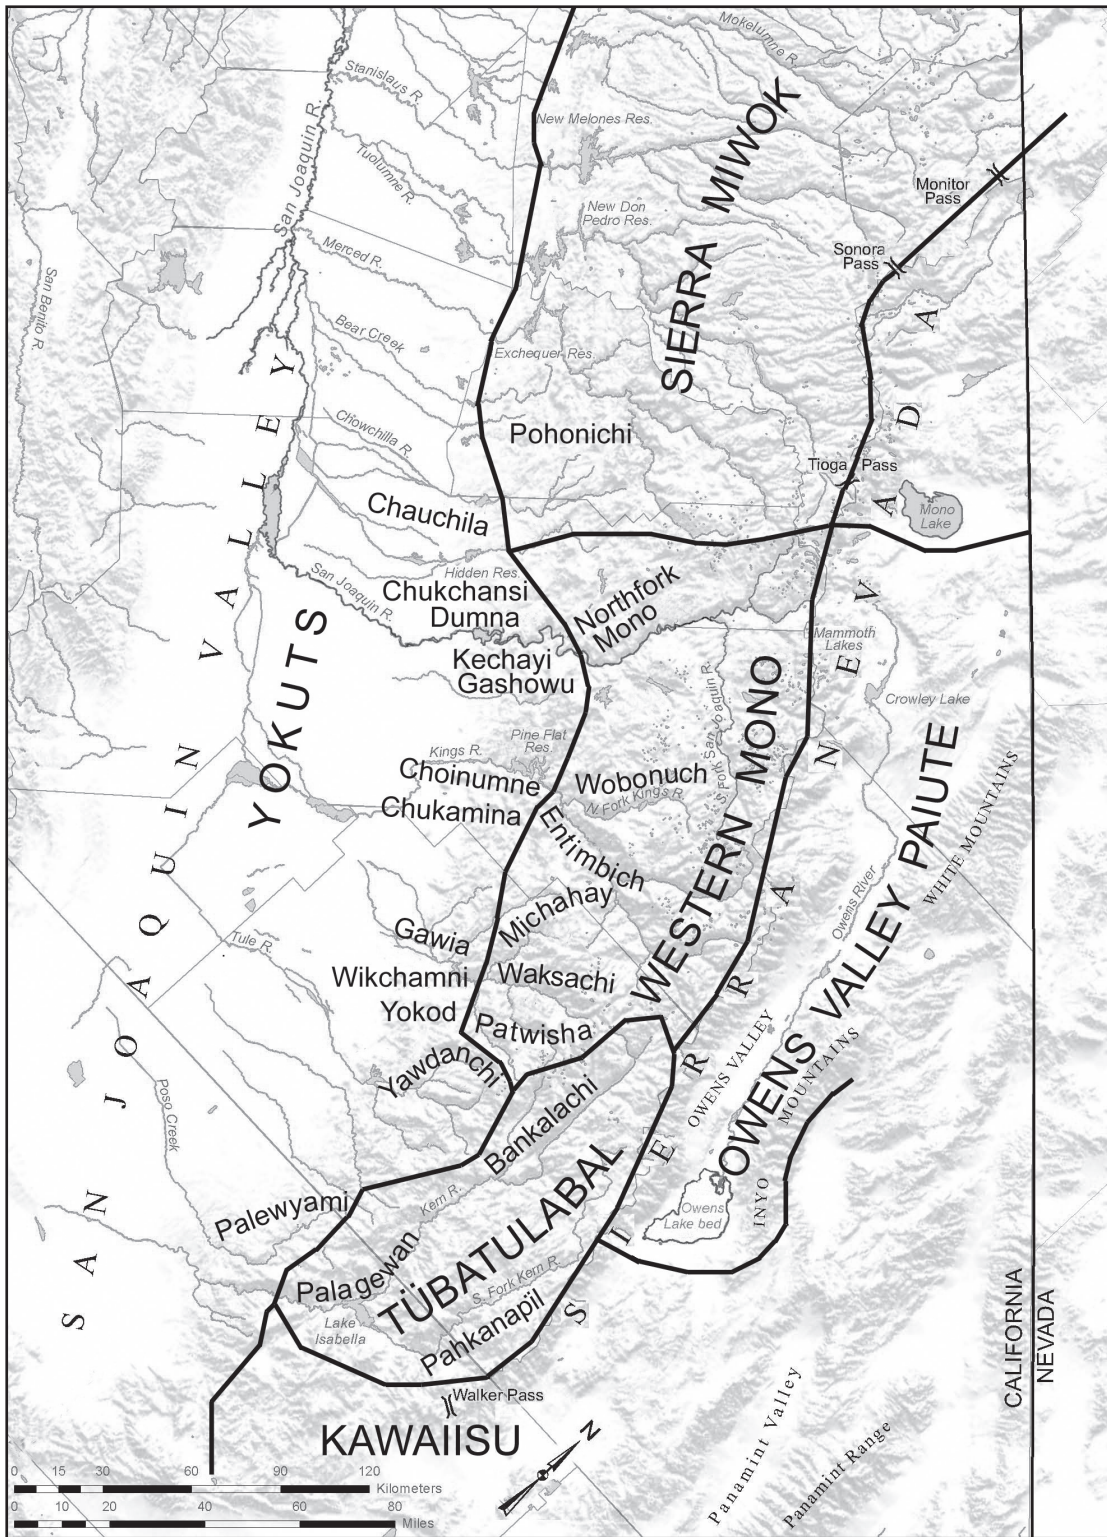 Mokelumne R.
Stanislaus R.
San Joaquin R.
New Melones Res.
SIERRA MIWOK
Tuolumne R.
Monitor
Pass
New Don
Pedro Res.
Merced R.
Sonora
Pass
San Benito R.
Bear Creek
Exchequer Res.
Chowchilla R.
Pohonichi
Tioga Pass
Mono
Lake
Chauchila
Hidden Res.
San Joaquin R.
Chukchansi
Dumna
Northfork
Mono
Mammoth
Lakes
Kechayi
Gashowu
S. Fork San Joaquin R.
Crowley Lake
YOKUTS
SAN JOAQUIN VALLEY
SIERRA NEVADA
WESTERN MONO
Pine Flat
Res.
Kings R.
Choinumne
Wobonuch
N. Fork Kings R.
Chukamina
Entimbich
WHITE MOUNTAINS
OWENS VALLEY PAIUTE
Owens River
Michahay
Gawia
Tule R.
Wikchamni
Waksachi
Yokod
Patwisha
OWENS VALLEY
INYO MOUNTAINS
Yawdanchi
Bankalachi
Poso Creek
Kern R.
TÜBATULABAL
Palewyami
Owens
Lake bed
Palagewan
S. Fork Kern R.
Lake
Isabella
Pahkanapil
CALIFORNIA
NEVADA
Walker Pass
KAWAIISU
Panamint Valley
Panamint Range
N
0 15 30 60 90 120
Kilometers
0 10 20 40 60 80
Miles